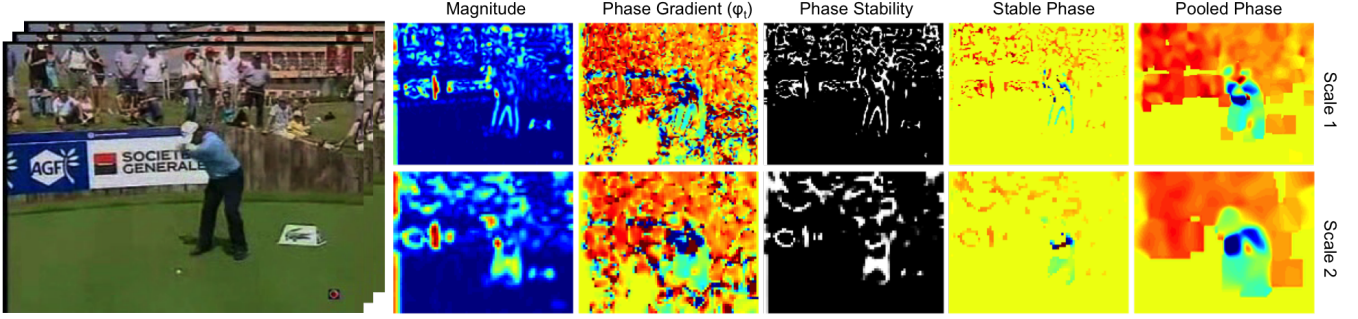 Magnitude
Phase Gradient (φt)
Phase Stability
Stable Phase
Pooled Phase
Scale 1
Scale 2
AGF
SOCIETE
GENERALE